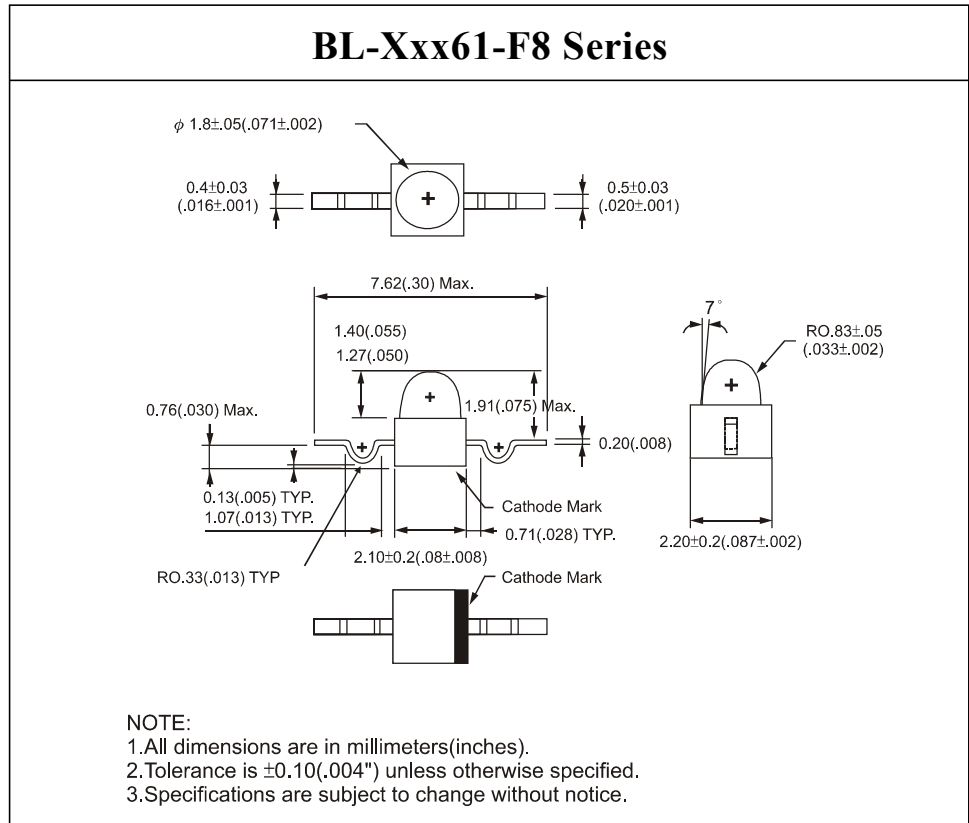 BL-Xxx61-F8 Series
ϕ 1.8±.05(.071±.002)
0.4±0.03
(.016±.001)
0.5±0.03
(.020±.001)
7.62(.30) Max.
1.40(.055)
1.27(.050)
0.76(.030) Max.
1.91(.075) Max.
0.20(.008)
0.13(.005) TYP.
1.07(.013) TYP.
Cathode Mark
0.71(.028) TYP.
2.10±0.2(.08±.008)
RO.33(.013) TYP
Cathode Mark
7°
RO.83±.05
(.033±.002)
2.20±0.2(.087±.002)
NOTE:
1.All dimensions are in millimeters(inches).
2.Tolerance is ±0.10(.004") unless otherwise specified.
3.Specifications are subject to change without notice.